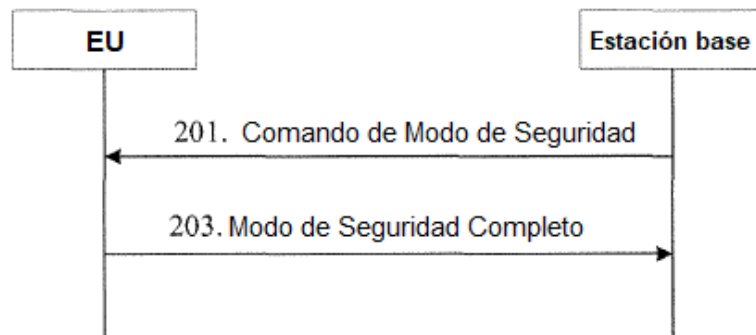 EU
Estación base
201. Comando de Modo de Seguridad
203. Modo de Seguridad Completo